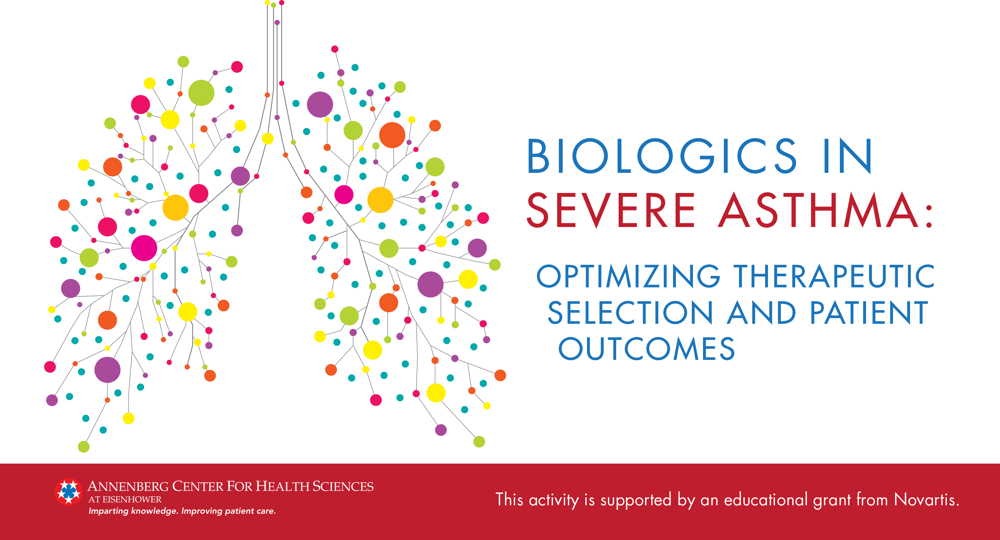 BIOLOGICS IN
SEVERE ASTHMA:
OPTIMIZING THERAPEUTIC
SELECTION AND PATIENT
OUTCOMES
ANNENBERG CENTER FOR HEALTH SCIENCES
AT EISENHOWER
Imparting knowledge. Improving patient care.
This activity is supported by an educational grant from Novartis.